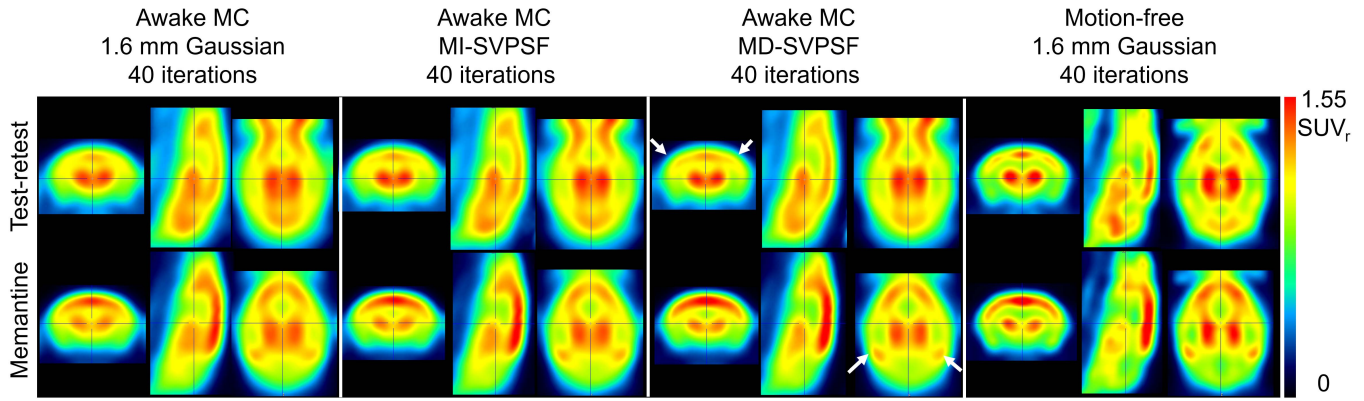 Awake MC
1.6 mm Gaussian
40 iterations
Awake MC
MI-SVPSF
40 iterations
Awake MC
MD-SVPSF
40 iterations
Motion-free
1.6 mm Gaussian
40 iterations
Test-retest
Memantine
1.55
SUVr
0